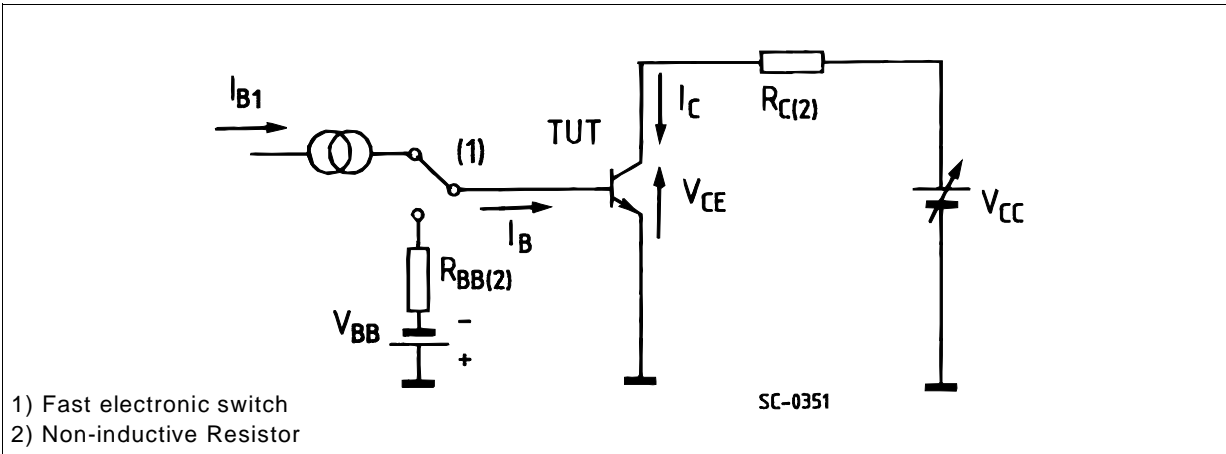 I_B1
(1)
TUT
I_C
R_C(2)
V_CE
V_CC
I_B
R_BB(2)
V_BB
-
+
SC-0351
1) Fast electronic switch
2) Non-inductive Resistor